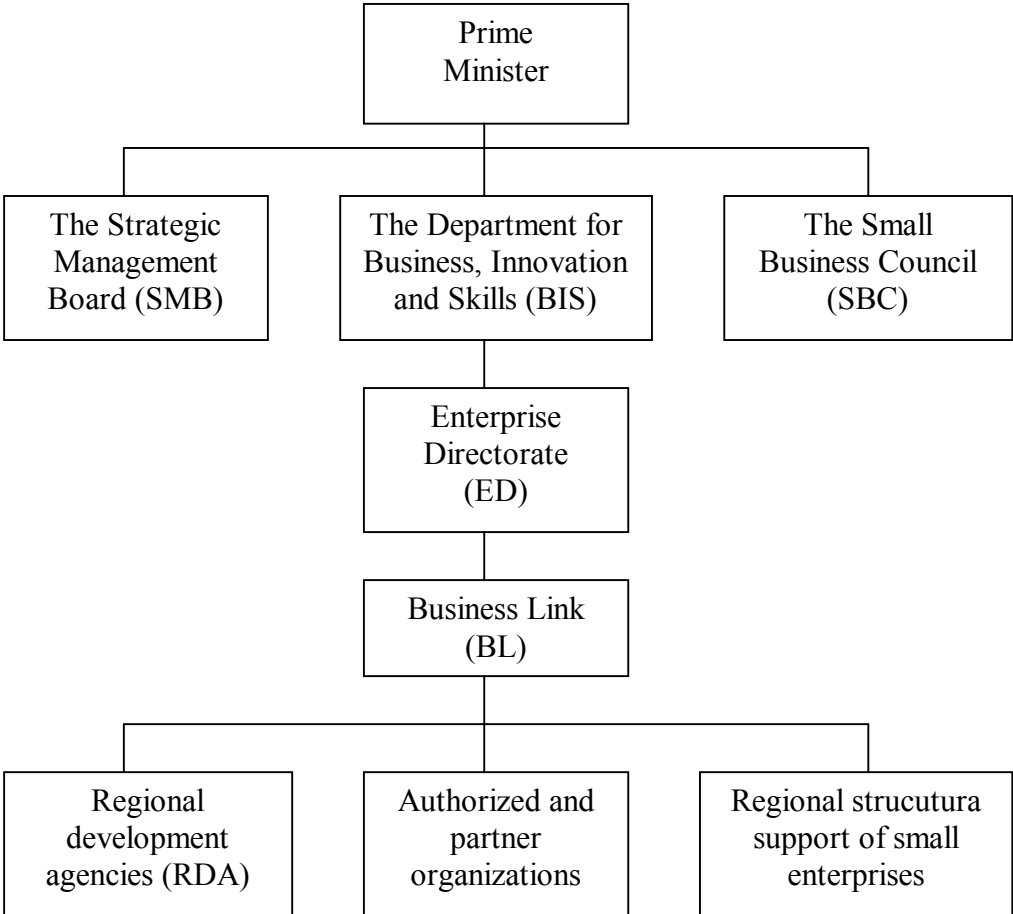 Prime
Minister
The Strategic
Management
Board (SMB)
The Department for
Business, Innovation
and Skills (BIS)
The Small
Business Council
(SBC)
Enterprise
Directorate
(ED)
Business Link
(BL)
Regional
development
agencies (RDA)
Authorized and
partner
organizations
Regional strucutura
support of small
enterprises